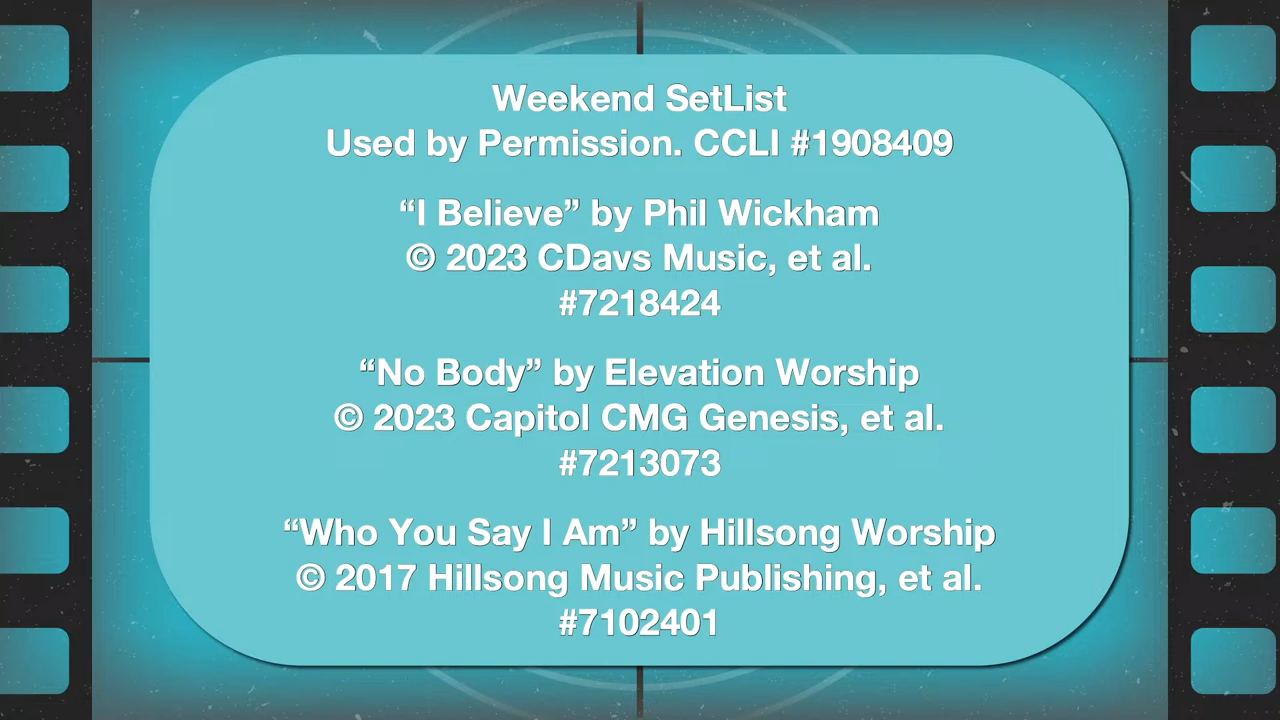 Weekend SetList
Used by Permission. CCLI #1908409
“I Believe” by Phil Wickham
© 2023 CDavs Music, et al.
#7218424
“No Body” by Elevation Worship
© 2023 Capitol CMG Genesis, et al.
#7213073
“Who You Say I Am” by Hillsong Worship
© 2017 Hillsong Music Publishing, et al.
#7102401